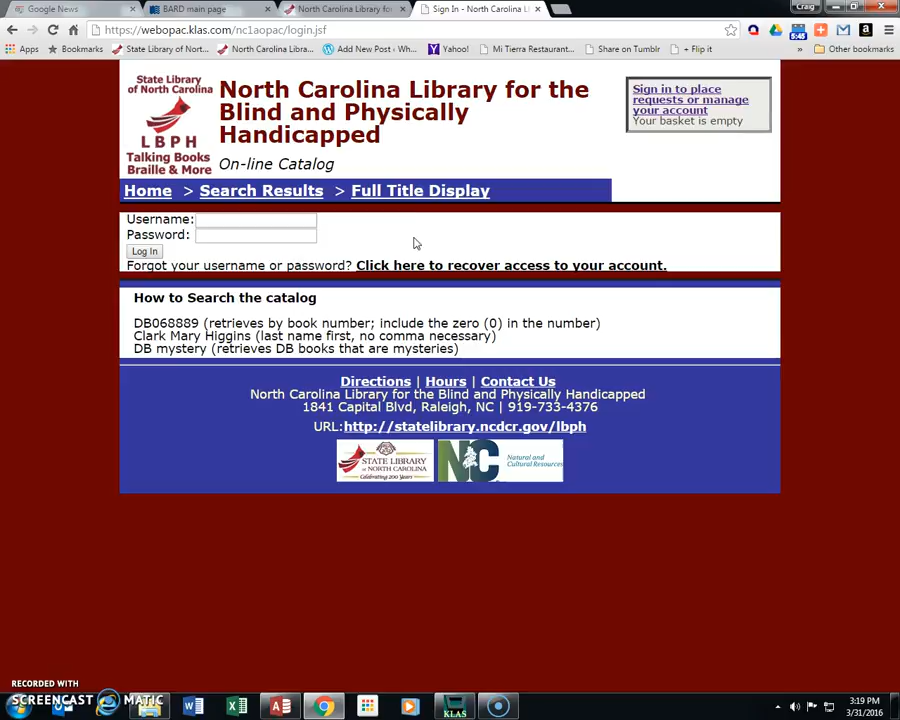 Google News
BARD main page
North Carolina Library for
Sign In - North Carolina Li
Craig
https://webopac.klas.com/nc1aopac/login.jsf
5:45
Apps
Bookmarks
State Library of Nort...
North Carolina Libra...
Add New Post ‹ Wh...
Yahoo!
Mi Tierra Restaurant...
Share on Tumblr
+ Flip it
»
Other bookmarks
State Library
of North Carolina
LBPH
Talking Books
Braille & More
North Carolina Library for the
Blind and Physically
Handicapped
On-line Catalog
Sign in to place
requests or manage
your account
Your basket is empty
Home > Search Results > Full Title Display
Username:
Password:
Log In
Forgot your username or password? Click here to recover access to your account.
How to Search the catalog
DB068889 (retrieves by book number; include the zero (0) in the number)
Clark Mary Higgins (last name first, no comma necessary)
DB mystery (retrieves DB books that are mysteries)
Directions | Hours | Contact Us
North Carolina Library for the Blind and Physically Handicapped
1841 Capital Blvd, Raleigh, NC | 919-733-4376
URL:http://statelibrary.ncdcr.gov/lbph
STATE LIBRARY
OF NORTH CAROLINA
Celebrating 200 Years
NC
Natural and
Cultural Resources
RECORDED WITH
SCREENCAST MATIC
KLAS
3:19 PM
3/31/2016